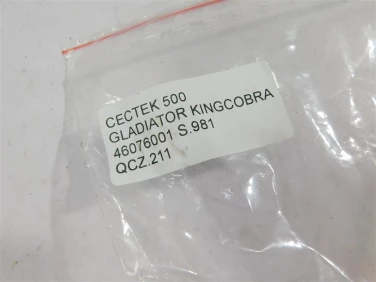 CECTEK 500
GLADIATOR KINGCOBRA
46076001 S.981
QCZ.211